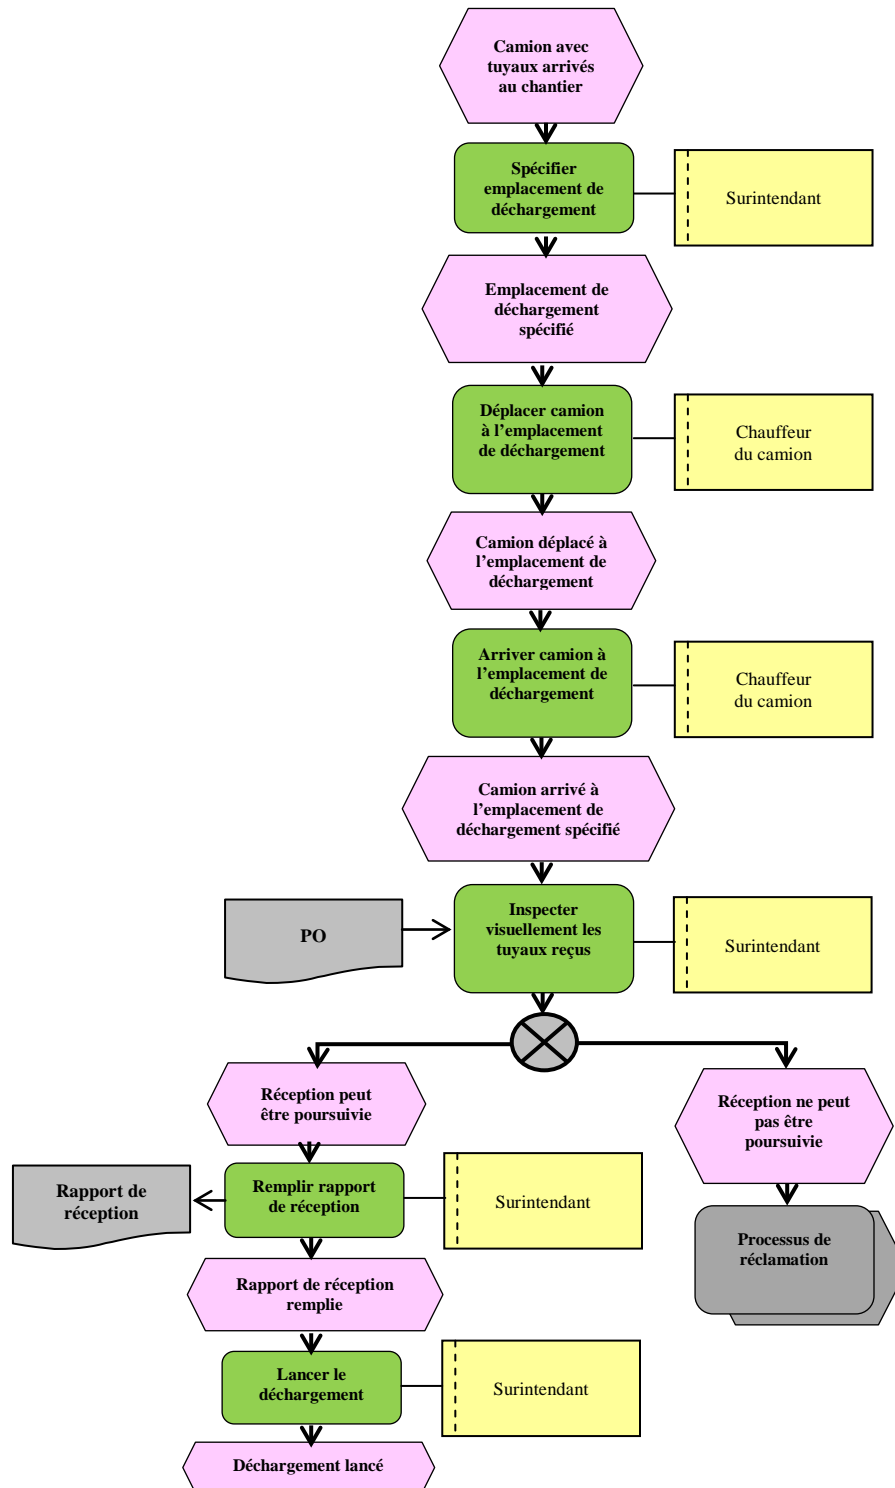 Camion avec
tuyaux arrivés
au chantier
Spécifier
emplacement de
déchargement
Surintendant
Emplacement de
déchargement
spécifié
Déplacer camion
à l'emplacement
de déchargement
Chauffeur
du camion
Camion déplacé à
l'emplacement de
déchargement
Arriver camion à
l'emplacement de
déchargement
Chauffeur
du camion
Camion arrivé à
l'emplacement de
déchargement spécifié
PO
Inspecter
visuellement les
tuyaux reçus
Surintendant
Réception peut
être poursuivie
Réception ne peut
pas être
poursuivie
Rapport de
réception
Remplir rapport
de réception
Surintendant
Processus de
réclamation
Rapport de réception
remplie
Lancer le
déchargement
Surintendant
Déchargement lancé